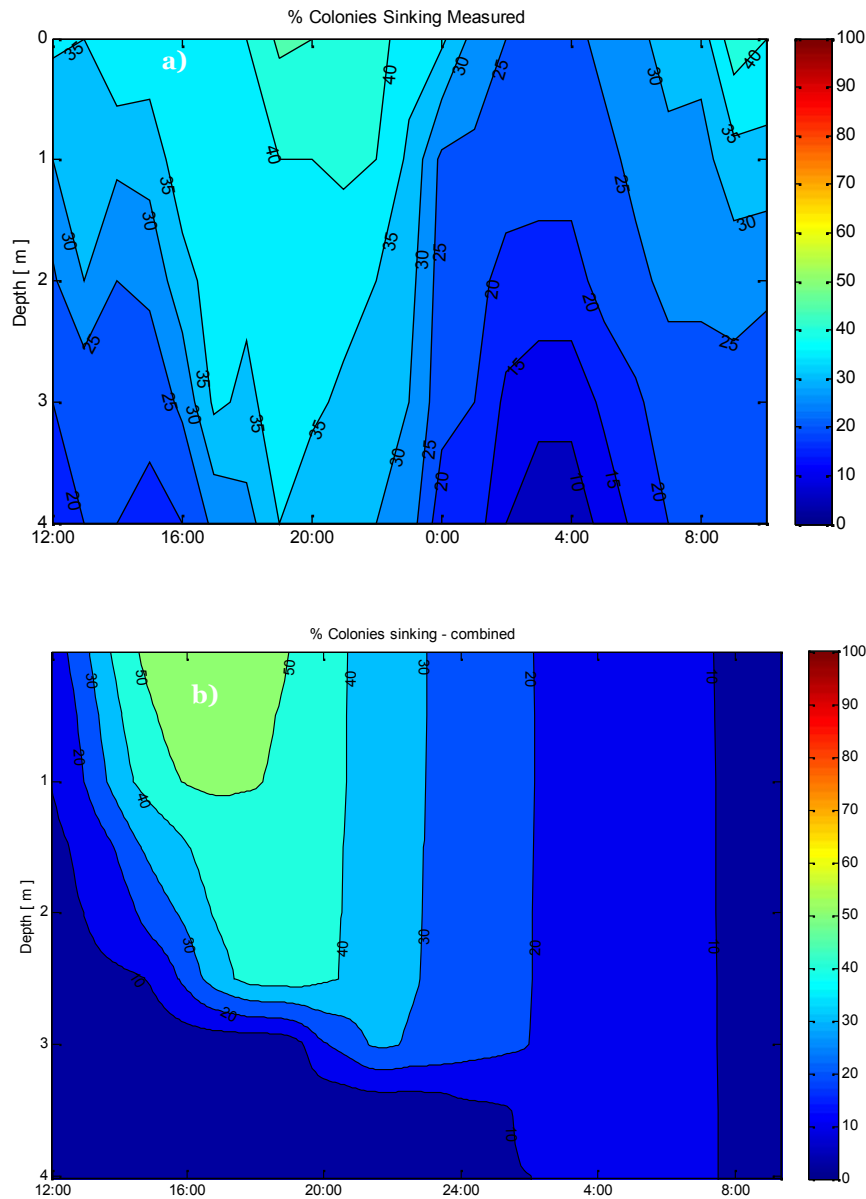 % Colonies Sinking Measured
a)
Depth [ m ]
0
1
2
3
4
12:00 16:00 20:00 0:00 4:00 8:00
35 40 30 25 40
40 35
35 25
30 30 35 30
30 25 20 20
25 35 35 15 25
25 30 35 30 25
20 20 10 15 20
100
90
80
70
60
50
40
30
20
10
0
% Colonies sinking - combined
b)
Depth [ m ]
1
2
3
4
12:00 16:00 20:00 24:00 4:00 8:00
30 50 50 40 30 20 10
20
40
30 40 30 20 10
10
20
10
100
90
80
70
60
50
40
30
20
10
0